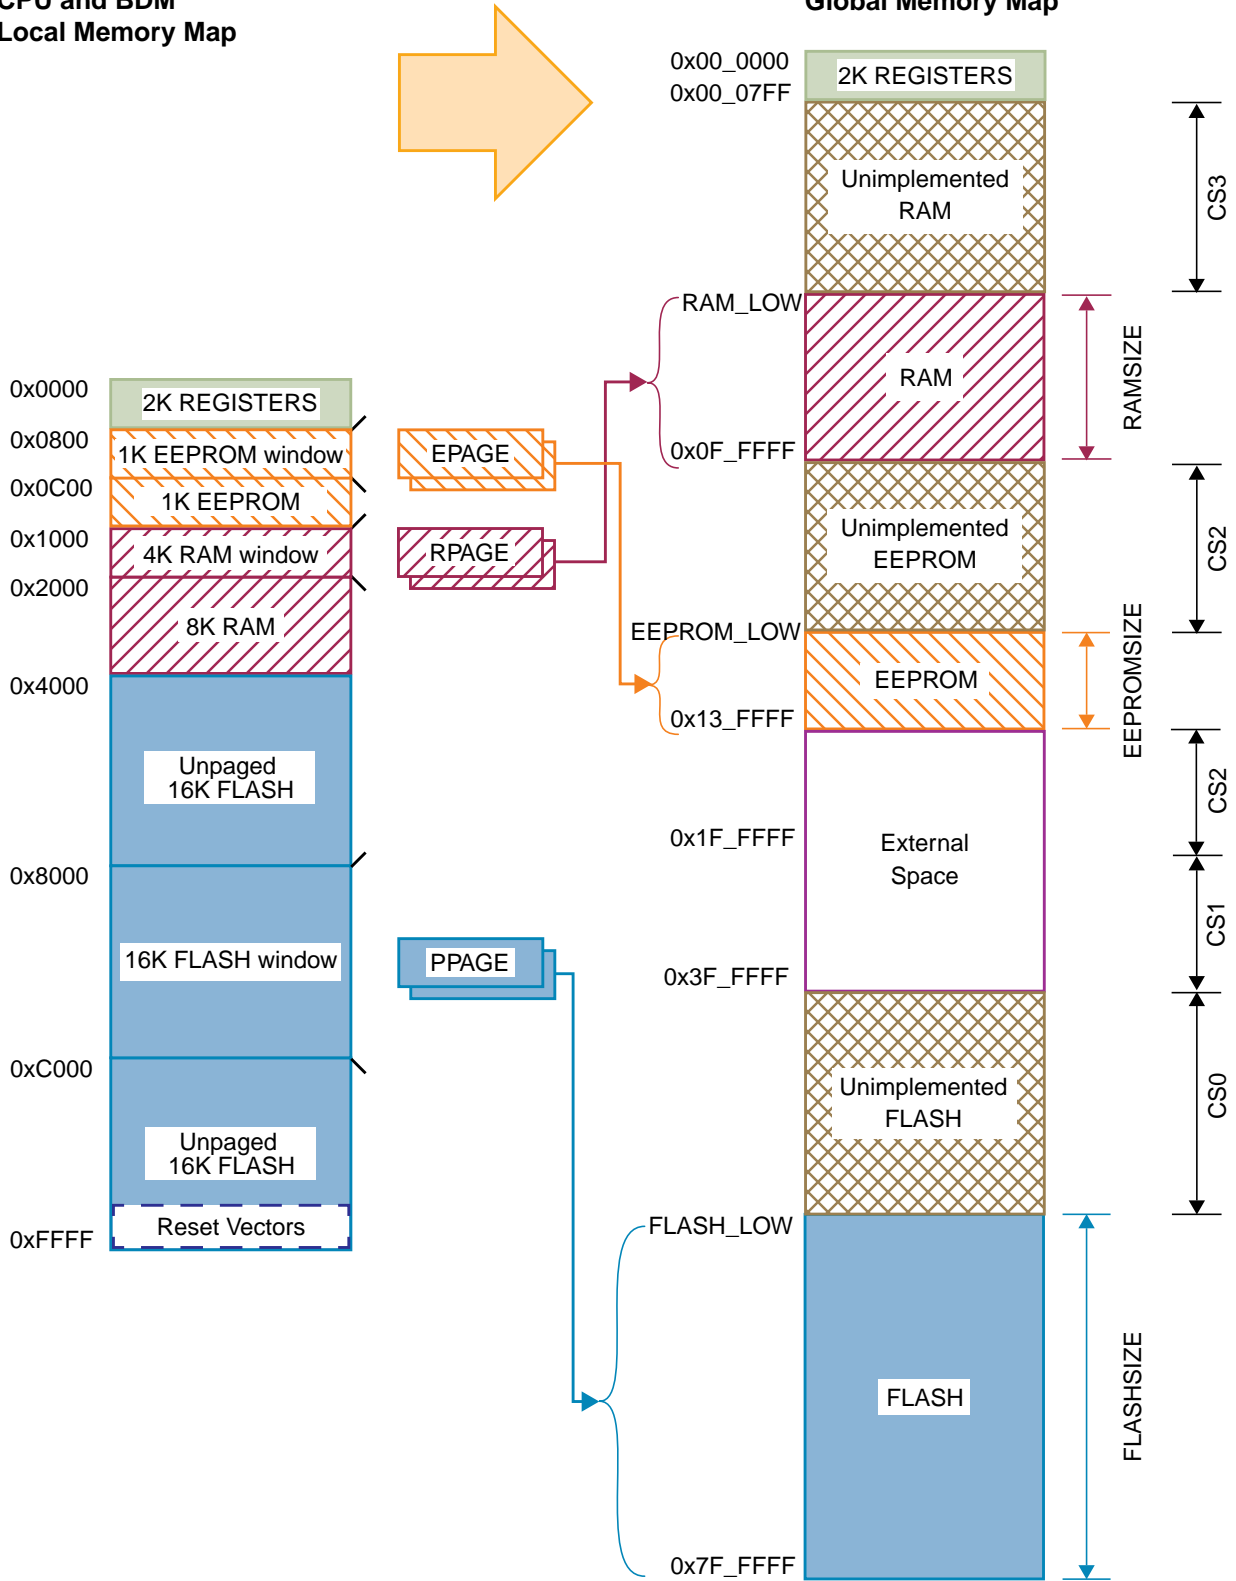 CPU and BDM
Local Memory Map
Global Memory Map
0x00_0000
0x00_07FF
2K REGISTERS
Unimplemented
RAM
CS3
RAM_LOW
RAM
RAMSIZE
0x0F_FFFF
Unimplemented
EEPROM
CS2
EEPROM_LOW
EEPROM
EEPROMSIZE
0x13_FFFF
CS2
0x1F_FFFF
External
Space
CS1
0x3F_FFFF
Unimplemented
FLASH
CS0
FLASH_LOW
FLASH
FLASHSIZE
0x7F_FFFF
0x0000
2K REGISTERS
0x0800
1K EEPROM window
EPAGE
0x0C00
1K EEPROM
0x1000
4K RAM window
RPAGE
0x2000
8K RAM
0x4000
Unpaged
16K FLASH
0x8000
16K FLASH window
PPAGE
0xC000
Unpaged
16K FLASH
Reset Vectors
0xFFFF